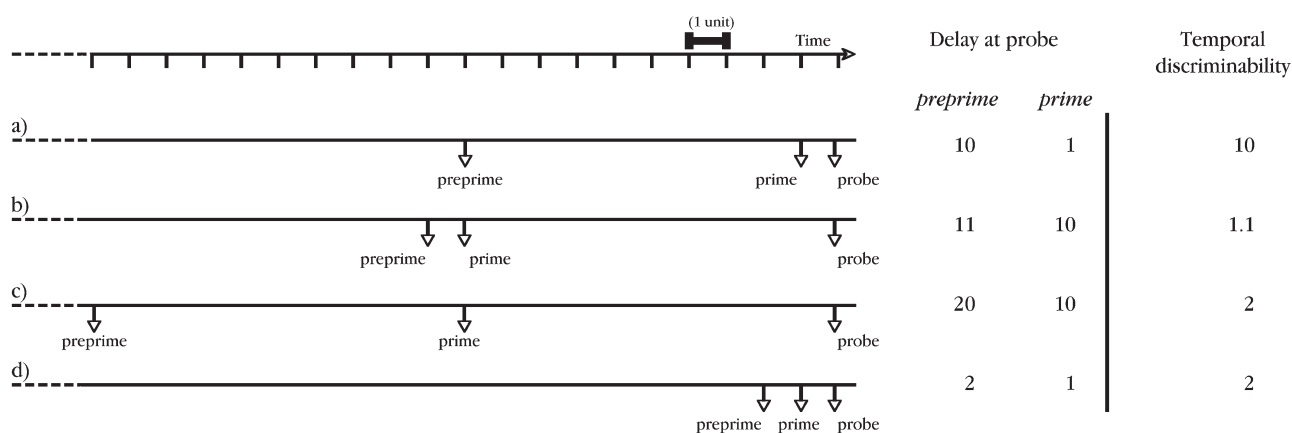 (1 unit)
Time
Delay at probe
Temporal
discriminability
preprime prime
a)
preprime prime probe
10 1 10
b)
preprime prime probe
11 10 1.1
c)
preprime prime probe
20 10 2
d)
preprime prime probe
2 1 2